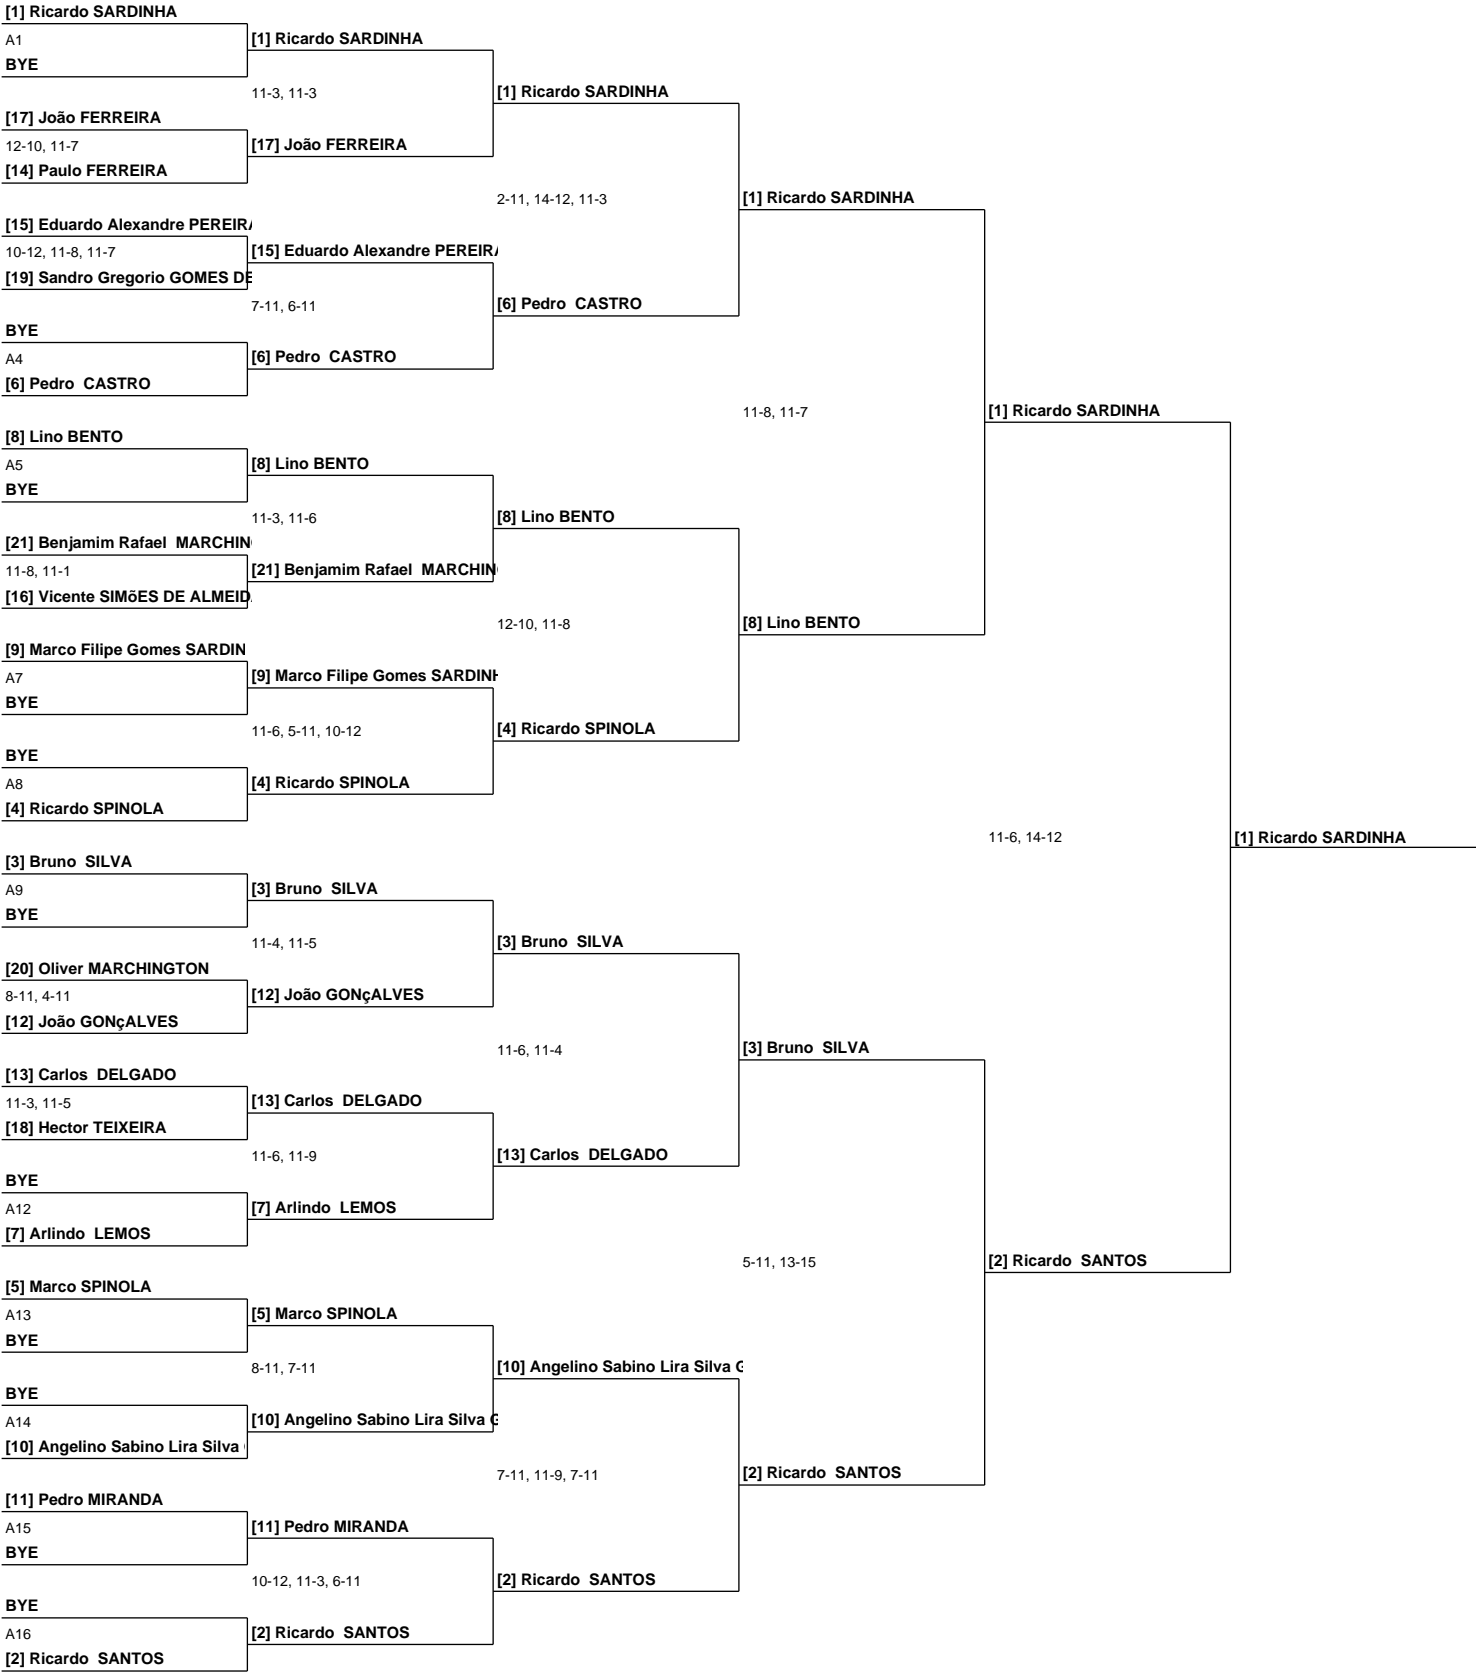 [1] Ricardo SARDINHA
A1
BYE
[1] Ricardo SARDINHA
11-3, 11-3
[17] João FERREIRA
12-10, 11-7
[14] Paulo FERREIRA
[17] João FERREIRA
[1] Ricardo SARDINHA
2-11, 14-12, 11-3
[15] Eduardo Alexandre PEREIRA
10-12, 11-8, 11-7
[19] Sandro Gregorio GOMES DE
[15] Eduardo Alexandre PEREIRA
7-11, 6-11
BYE
A4
[6] Pedro CASTRO
[6] Pedro CASTRO
[6] Pedro CASTRO
[1] Ricardo SARDINHA
11-8, 11-7
[8] Lino BENTO
A5
BYE
[8] Lino BENTO
11-3, 11-6
[21] Benjamim Rafael MARCHIN
11-8, 11-1
[16] Vicente SIMõES DE ALMEID
[21] Benjamim Rafael MARCHIN
[8] Lino BENTO
12-10, 11-8
[9] Marco Filipe Gomes SARDIN
A7
BYE
[9] Marco Filipe Gomes SARDINH
11-6, 5-11, 10-12
BYE
A8
[4] Ricardo SPINOLA
[4] Ricardo SPINOLA
[4] Ricardo SPINOLA
[8] Lino BENTO
[1] Ricardo SARDINHA
11-6, 14-12
[1] Ricardo SARDINHA
[3] Bruno SILVA
A9
BYE
[3] Bruno SILVA
11-4, 11-5
[20] Oliver MARCHINGTON
8-11, 4-11
[12] João GONçALVES
[12] João GONçALVES
[3] Bruno SILVA
11-6, 11-4
[13] Carlos DELGADO
11-3, 11-5
[18] Hector TEIXEIRA
[13] Carlos DELGADO
11-6, 11-9
BYE
A12
[7] Arlindo LEMOS
[7] Arlindo LEMOS
[13] Carlos DELGADO
[3] Bruno SILVA
5-11, 13-15
[5] Marco SPINOLA
A13
BYE
[5] Marco SPINOLA
8-11, 7-11
BYE
A14
[10] Angelino Sabino Lira Silva
[10] Angelino Sabino Lira Silva G
[10] Angelino Sabino Lira Silva G
7-11, 11-9, 7-11
[11] Pedro MIRANDA
A15
BYE
[11] Pedro MIRANDA
10-12, 11-3, 6-11
BYE
A16
[2] Ricardo SANTOS
[2] Ricardo SANTOS
[2] Ricardo SANTOS
[2] Ricardo SANTOS
[2] Ricardo SANTOS